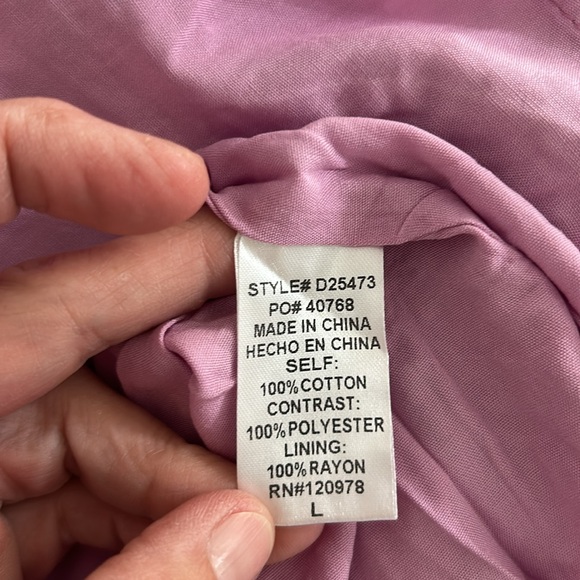 STYLE# D25473
PO# 40768
MADE IN CHINA
HECHO EN CHINA
SELF:
100%COTTON
CONTRAST:
100%POLYESTER
LINING:
100%RAYON
RN#120978
L